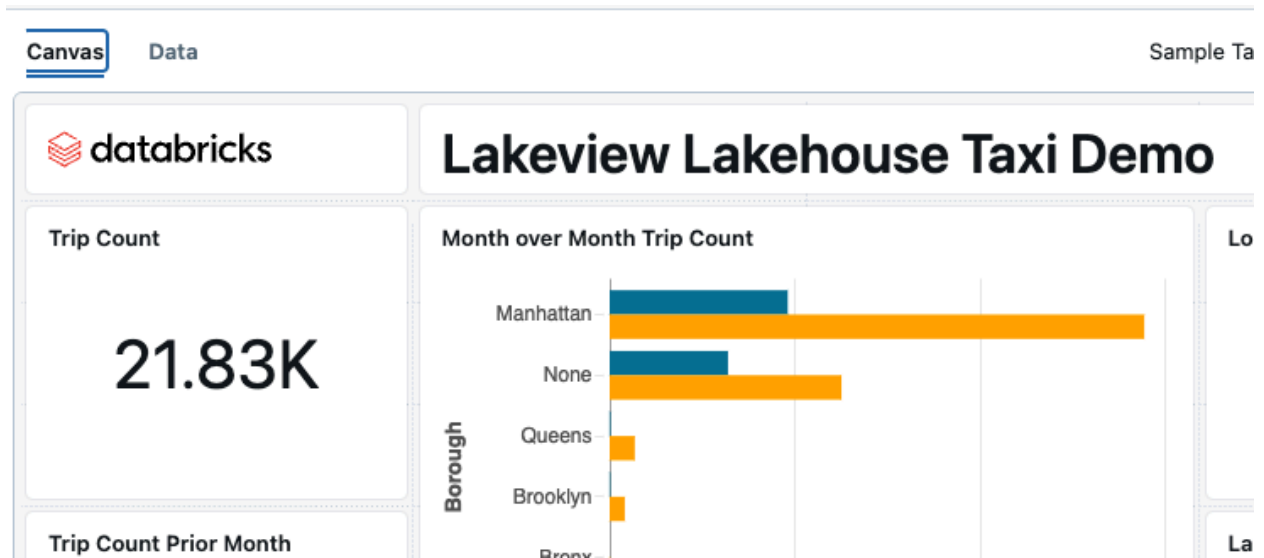 Canvas
Data
Sample Ta
databricks
Lakeview Lakehouse Taxi Demo
Trip Count
21.83K
Month over Month Trip Count
Borough
Manhattan
None
Queens
Brooklyn
Bronx
Lo
Trip Count Prior Month
La